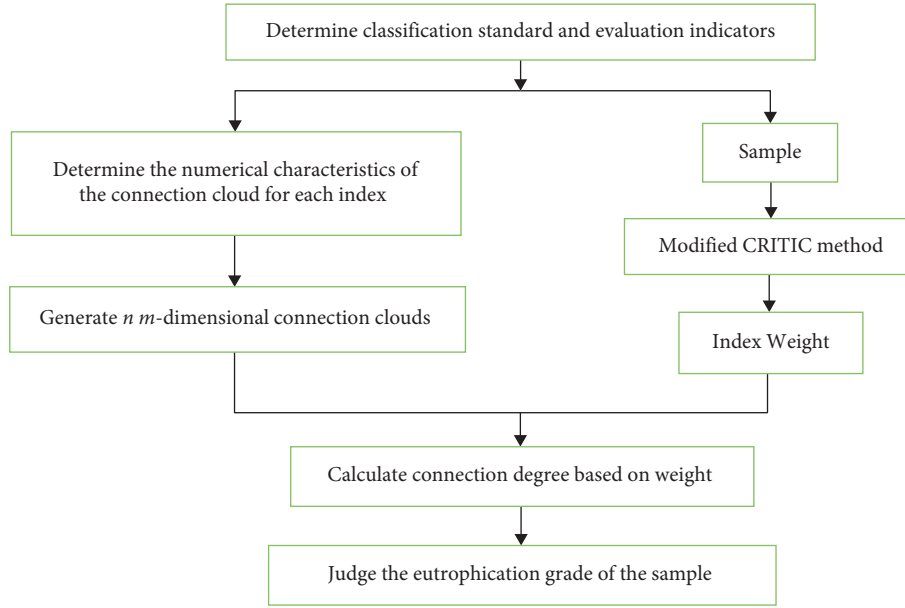 Determine classification standard and evaluation indicators
Determine the numerical characteristics of
the connection cloud for each index
Generate n m-dimensional connection clouds
Sample
Modified CRITIC method
Index Weight
Calculate connection degree based on weight
Judge the eutrophication grade of the sample